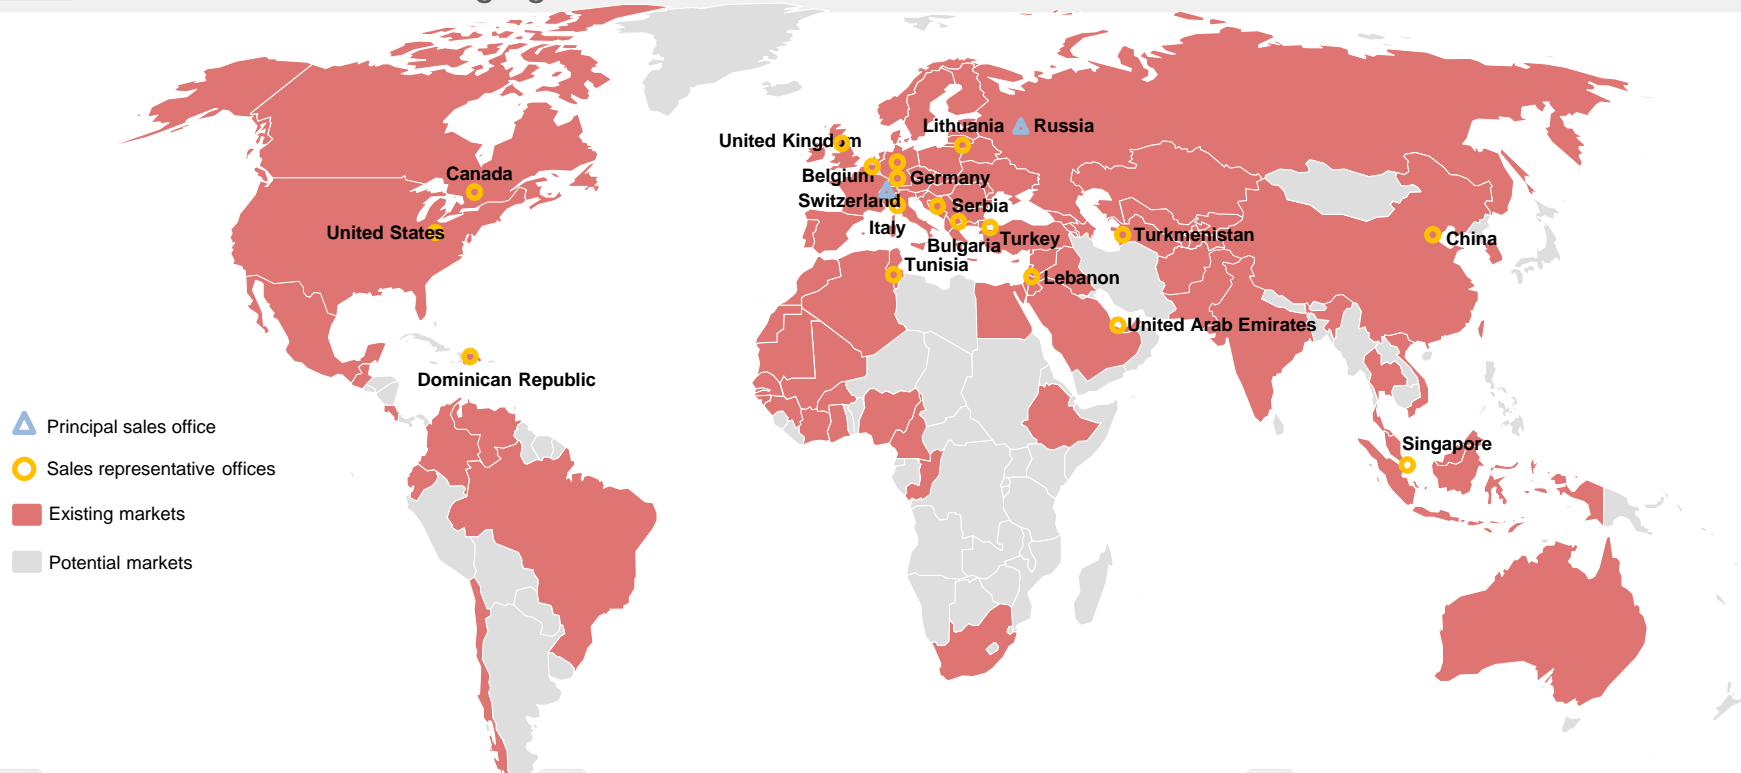 Lithuania
Russia
United Kingdom
Canada
Belgium
Germany
Switzerland
Serbia
Italy
United States
Bulgaria
Turkey
Turkmenistan
China
Tunisia
Lebanon
United Arab Emirates
Dominican Republic
Principal sales office
Singapore
Sales representative offices
Existing markets
Potential markets